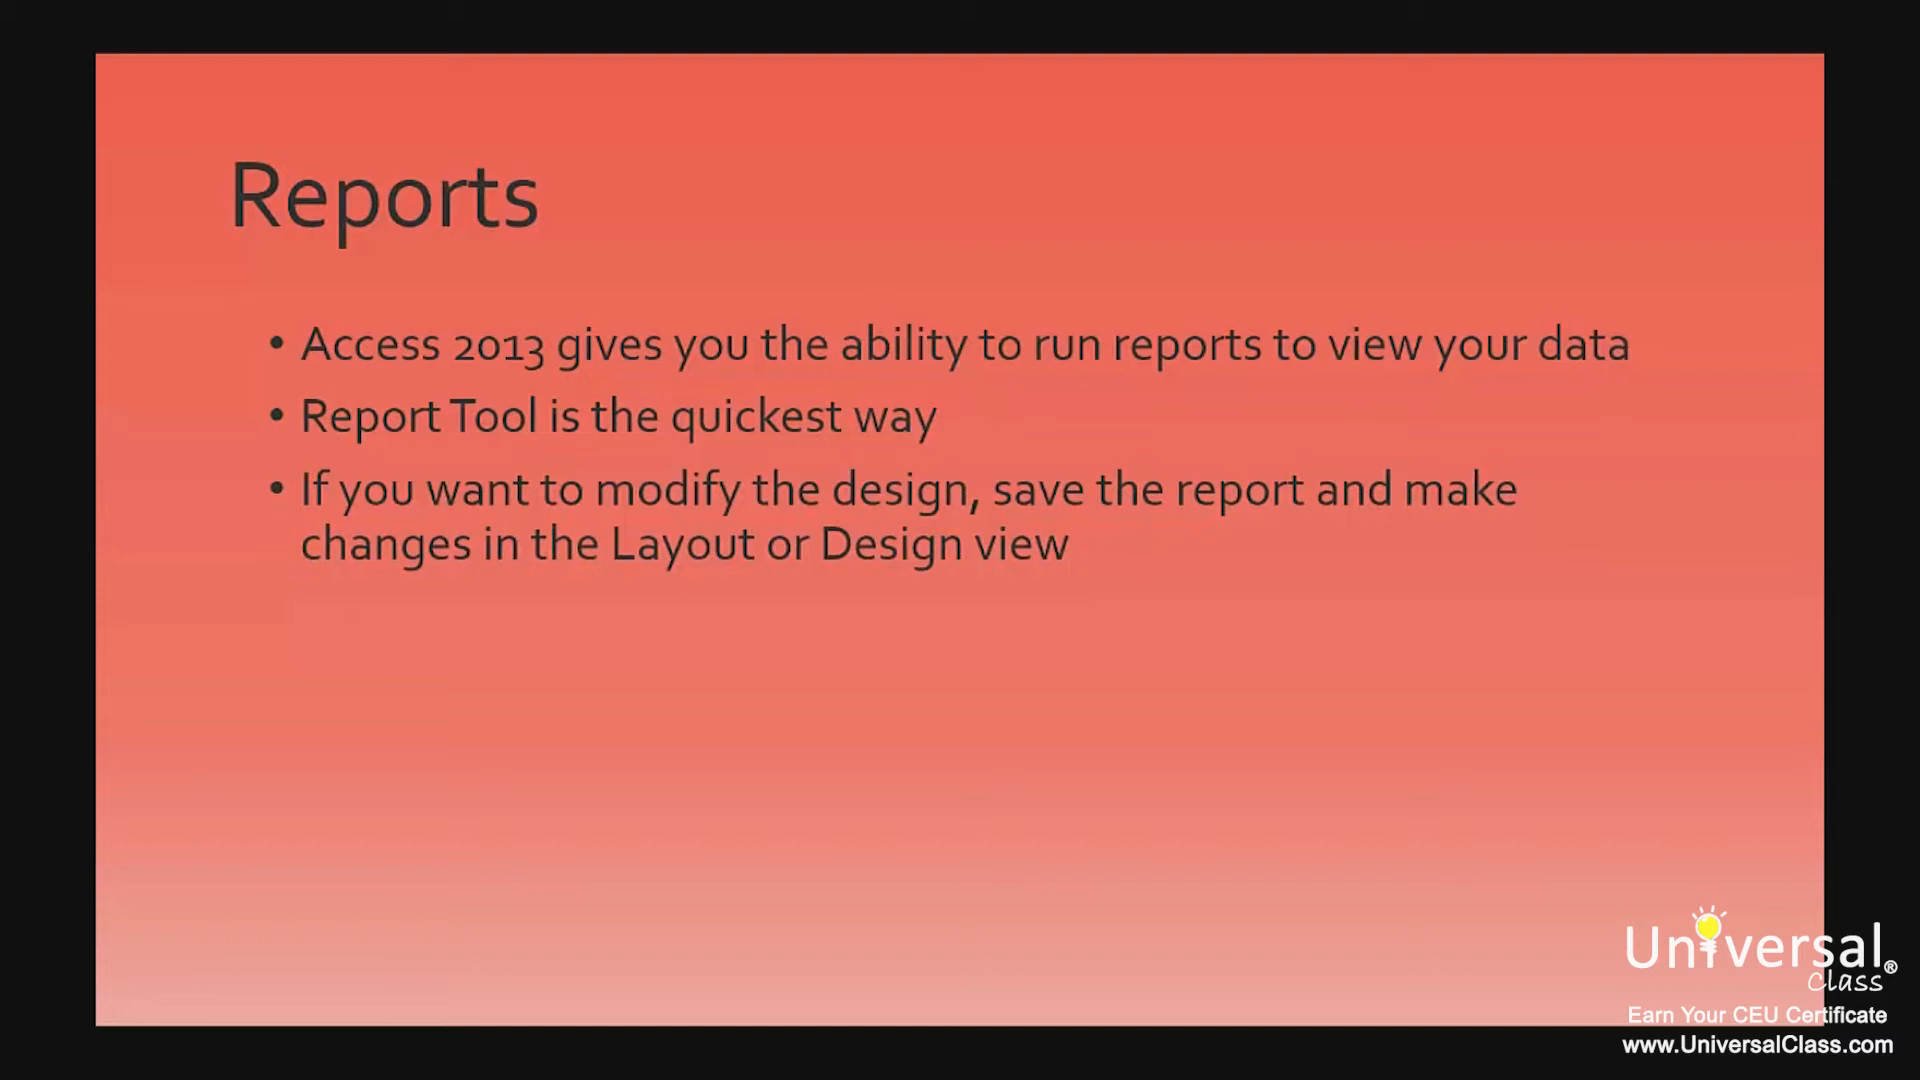 Reports
• Access 2013 gives you the ability to run reports to view your data
• Report Tool is the quickest way
• If you want to modify the design, save the report and make
changes in the Layout or Design view
Universal®
Class
Earn Your CEU Certificate
www.UniversalClass.com